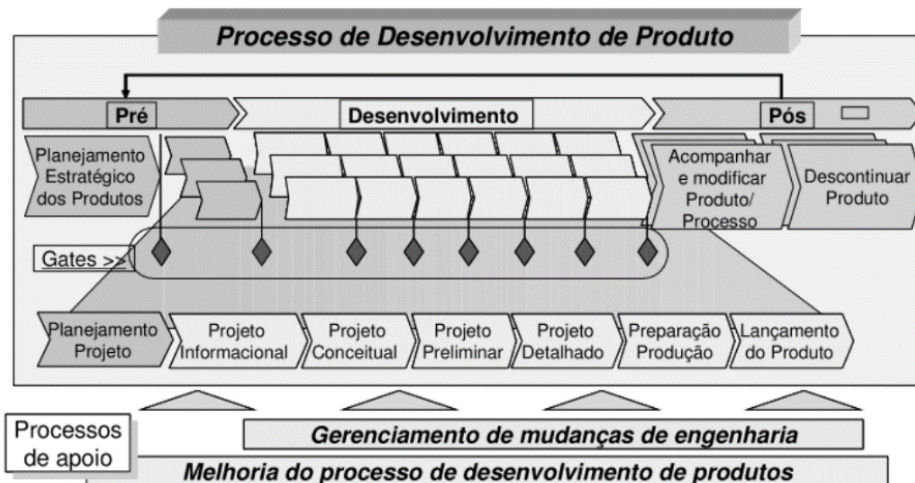 Processo de Desenvolvimento de Produto
Pré
Desenvolvimento
Pós
Planejamento
Estratégico
dos Produtos
Acompanhar
e modificar
Produto/
Processo
Descontinuar
Produto
Gates >>
Planejamento
Projeto
Projeto
Informacional
Projeto
Conceitual
Projeto
Preliminar
Projeto
Detalhado
Preparação
Produção
Lançamento
do Produto
Processos
de apoio
Gerenciamento de mudanças de engenharia
Melhoria do processo de desenvolvimento de produtos